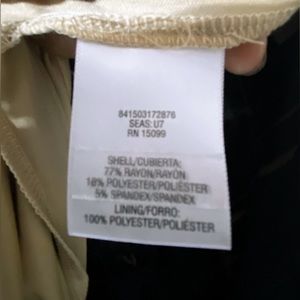 841503172876
SEAS: U7
RN 15099
SHELL/CUBIERTA:
77% RAYON/RAYON
18% POLYESTER/POLIÉSTER
5% SPANDEX/SPANDEX
LINING/FORRO:
100% POLYESTER/POLIÉSTER